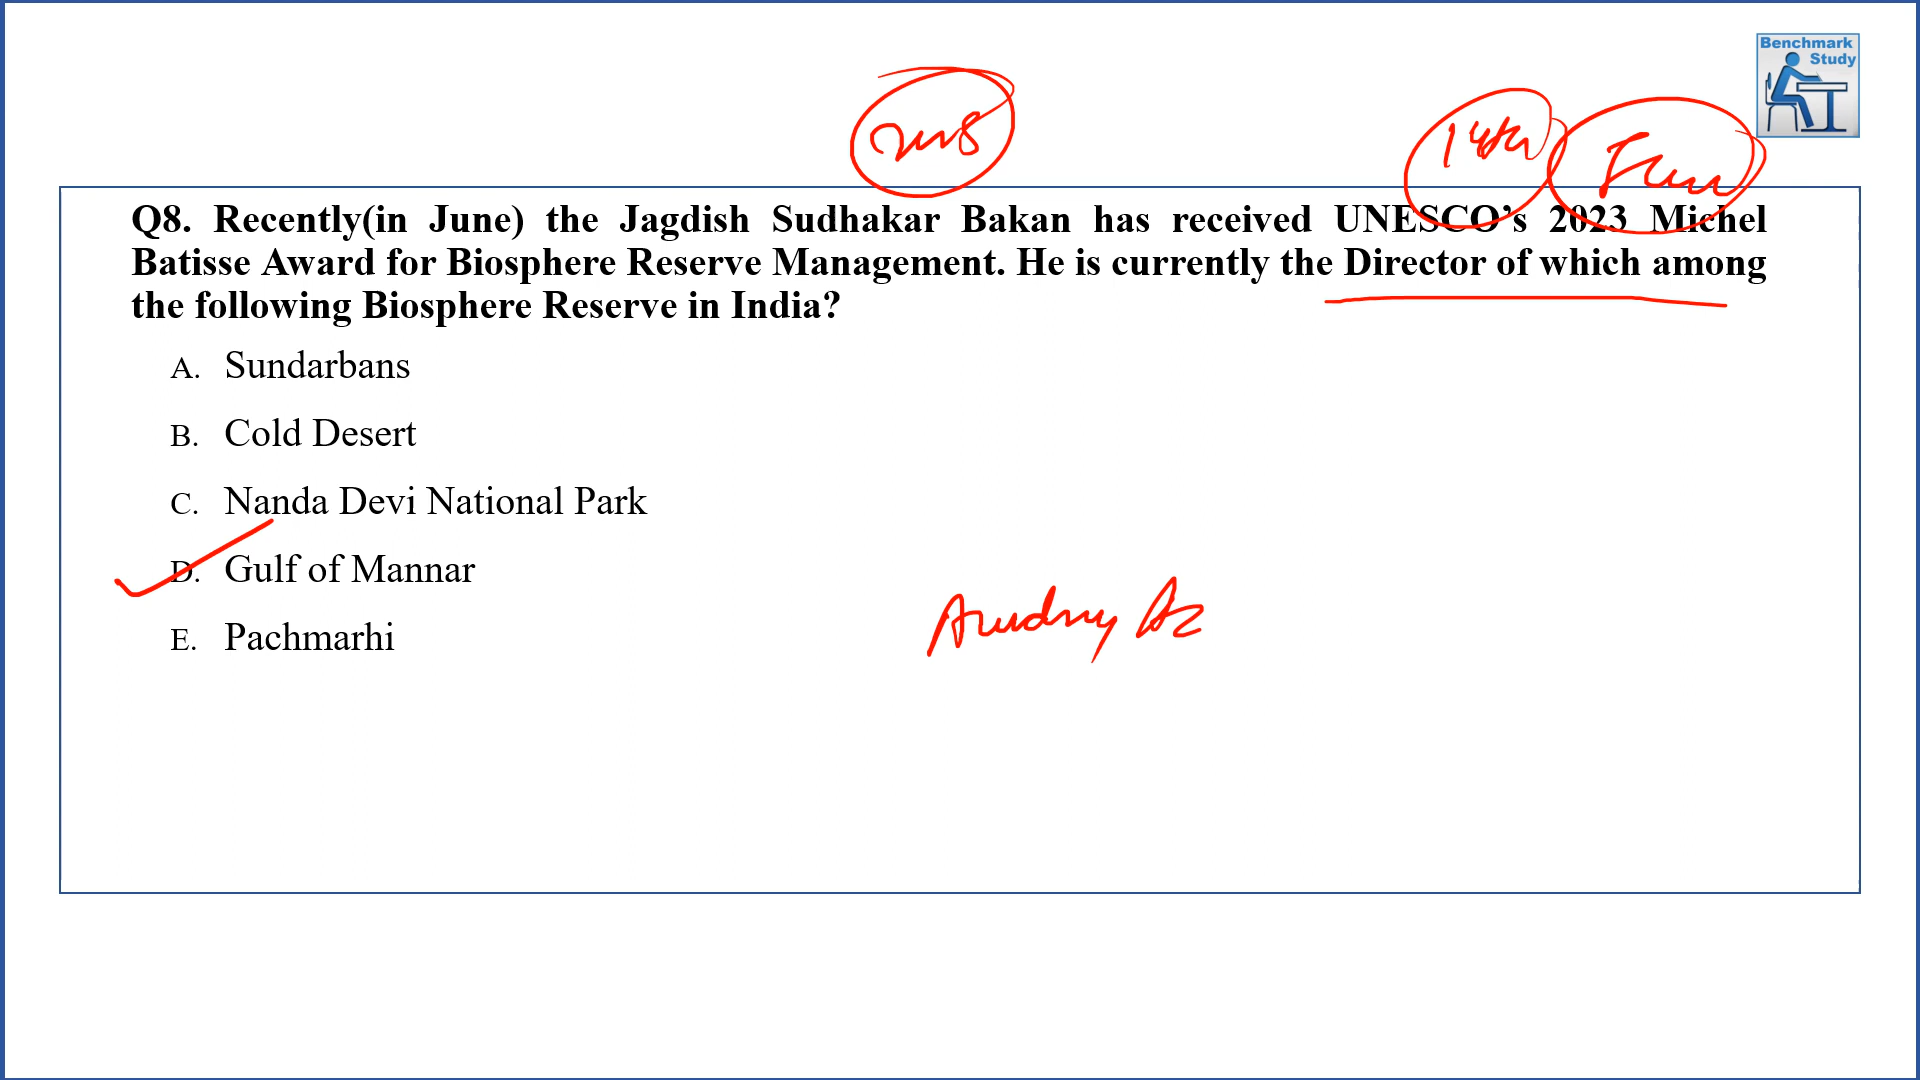 Benchmark
Study
14th
Q8. Recently(in June) the Jagdish Sudhakar Bakan has received UNESCO’s 2023 Michel
Batisse Award for Biosphere Reserve Management. He is currently the Director of which among
the following Biosphere Reserve in India?
A. Sundarbans
B. Cold Desert
C. Nanda Devi National Park
D. Gulf of Mannar
E. Pachmarhi